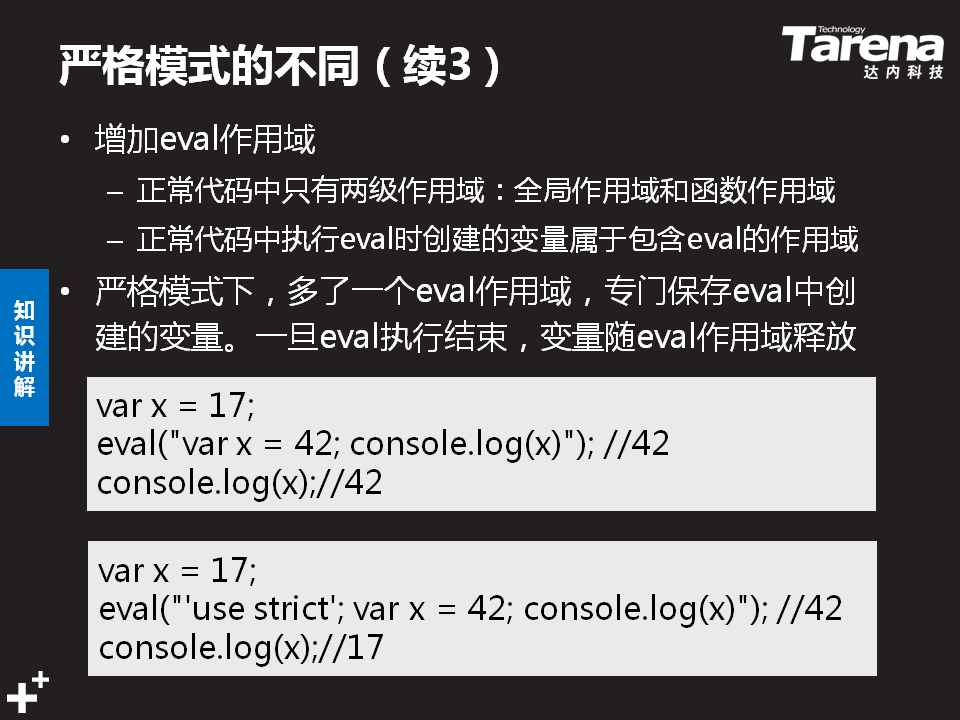 严格模式的不同（续3）
Technology
Tarena
达内科技
• 增加eval作用域
– 正常代码中只有两级作用域：全局作用域和函数作用域
– 正常代码中执行eval时创建的变量属于包含eval的作用域
• 严格模式下，多了一个eval作用域，专门保存eval中创
建的变量。一旦eval执行结束，变量随eval作用域释放
知
识
讲
解
var x = 17;
eval("var x = 42; console.log(x)"); //42
console.log(x);//42
var x = 17;
eval("'use strict'; var x = 42; console.log(x)"); //42
console.log(x);//17